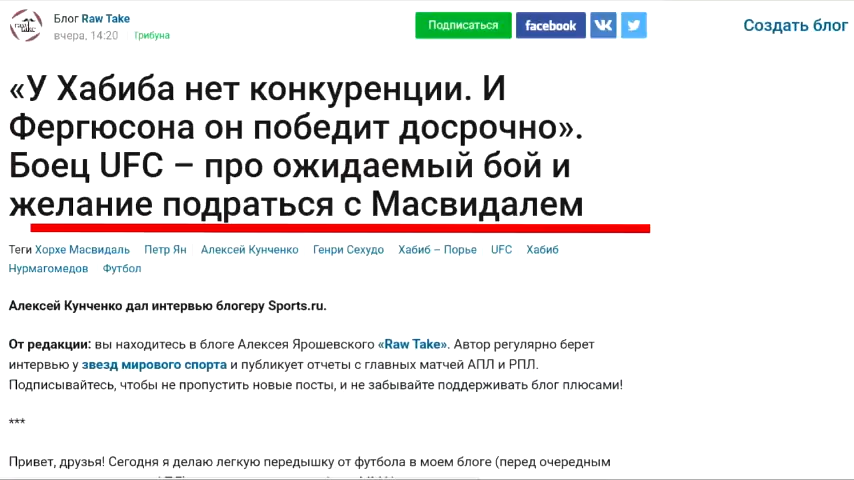 Блог Raw Take
вчера, 14:20 Трибуна
Подписаться
facebook
Создать блог
«У Хабиба нет конкуренции. И
Фергюсона он победит досрочно».
Боец UFC – про ожидаемый бой и
желание подраться с Масвидалем
Теги Хорхе Масвидаль Петр Ян Алексей Кунченко Генри Сехудо Хабиб – Порье UFC Хабиб
Нурмагомедов Футбол
Алексей Кунченко дал интервью блогеру Sports.ru.
От редакции: вы находитесь в блоге Алексея Ярошевского «Raw Take». Автор регулярно берет
интервью у звезд мирового спорта и публикует отчеты с главных матчей АПЛ и РПЛ.
Подписывайтесь, чтобы не пропустить новые посты, и не забывайте поддерживать блог плюсами!
***
Привет, друзья! Сегодня я делаю легкую передышку от футбола в моем блоге (перед очередным